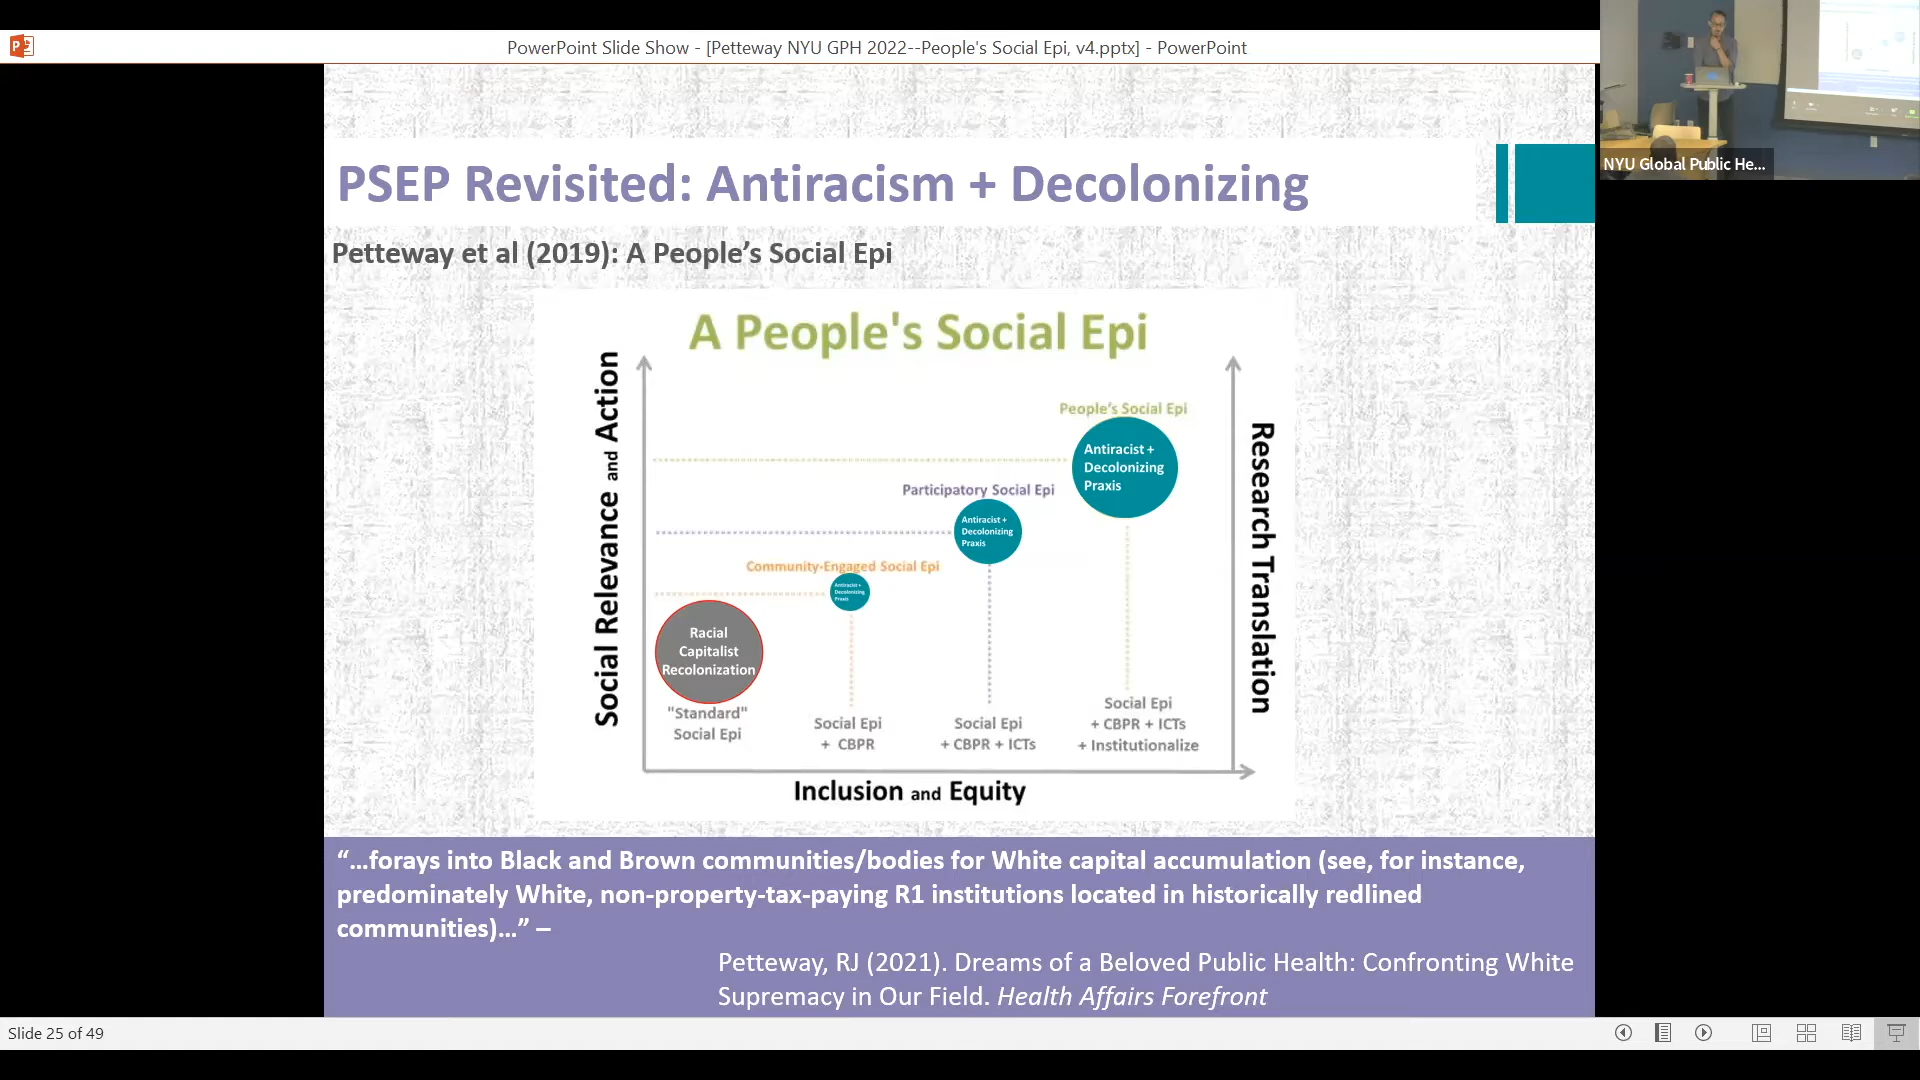 PowerPoint Slide Show - [Petteway NYU GPH 2022--People's Social Epi, v4.pptx] - PowerPoint
NYU Global Public He...
PSEP Revisited: Antiracism + Decolonizing
Petteway et al (2019): A People’s Social Epi
A People's Social Epi
Social Relevance and Action
Research Translation
People’s Social Epi
Antiracist +
Decolonizing
Praxis
Participatory Social Epi
Antiracist +
Decolonizing
Praxis
Community-Engaged Social Epi
Antiracist +
Decolonizing
Praxis
Racial
Capitalist
Recolonization
"Standard"
Social Epi
Social Epi
+ CBPR
Social Epi
+ CBPR + ICTs
Social Epi
+ CBPR + ICTs
+ Institutionalize
Inclusion and Equity
“…forays into Black and Brown communities/bodies for White capital accumulation (see, for instance,
predominately White, non-property-tax-paying R1 institutions located in historically redlined
communities)…” –
Petteway, RJ (2021). Dreams of a Beloved Public Health: Confronting White
Supremacy in Our Field. Health Affairs Forefront
Slide 25 of 49